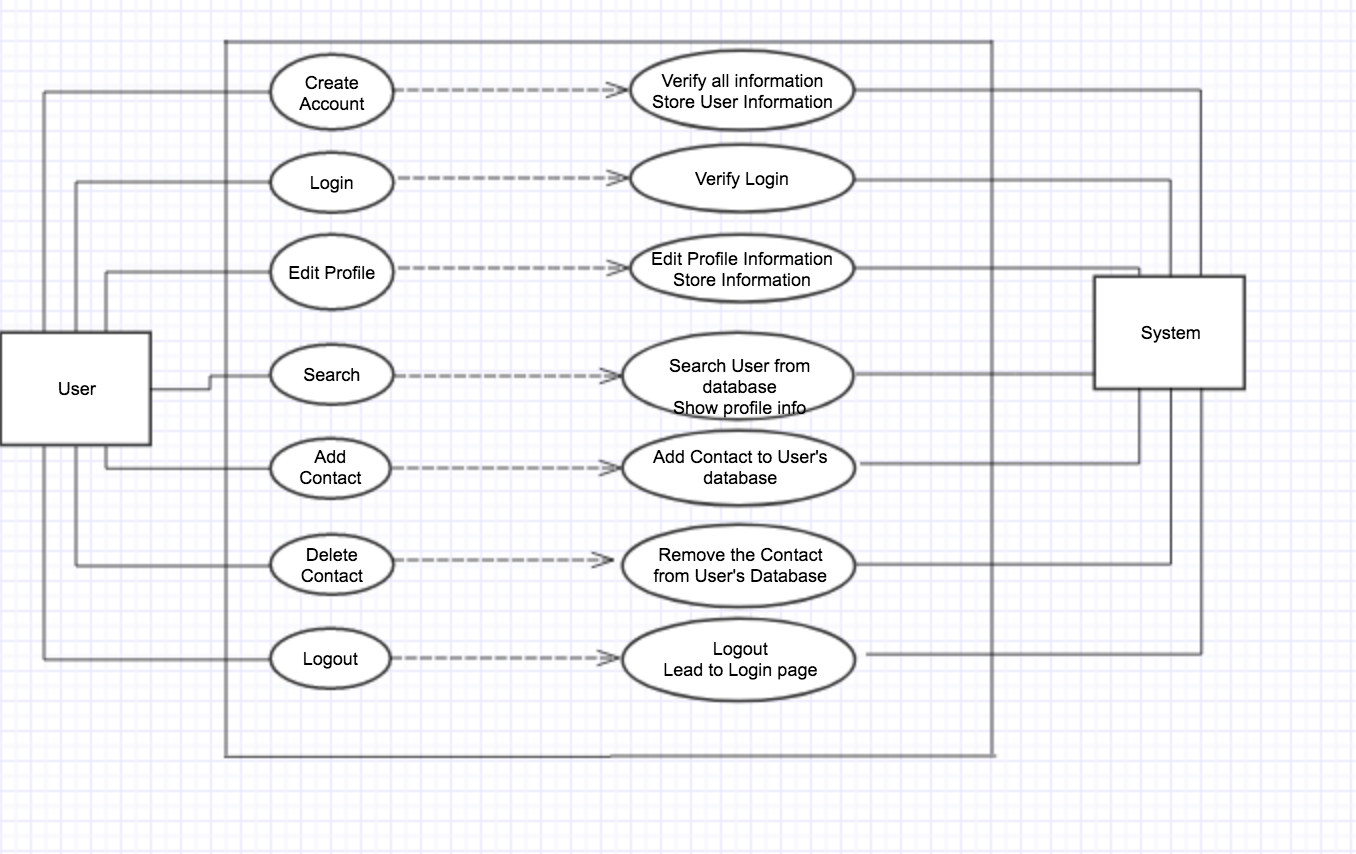 Create
Account
Verify all information
Store User Information
Login
Verify Login
Edit Profile
Edit Profile Information
Store Information
System
User
Search
Search User from
database
Show profile info
Add
Contact
Add Contact to User's
database
Delete
Contact
Remove the Contact
from User's Database
Logout
Logout
Lead to Login page